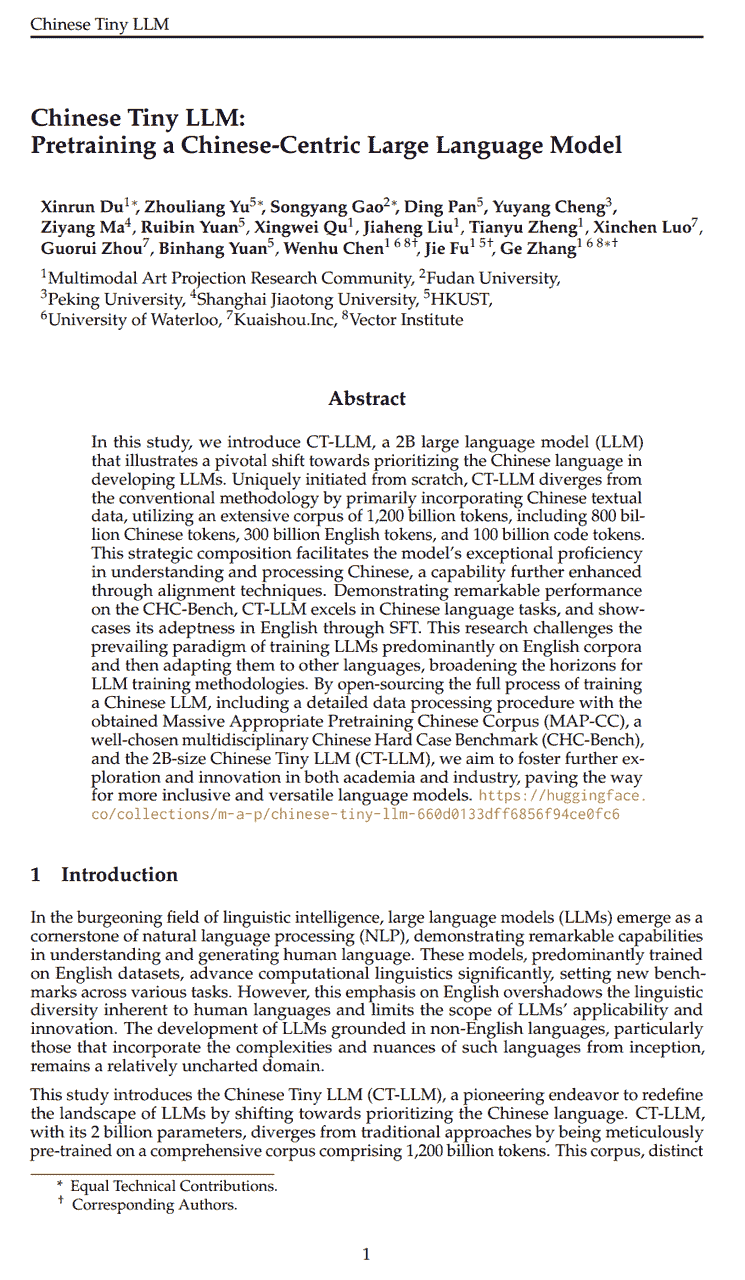 Chinese Tiny LLM
Chinese Tiny LLM:
Pretraining a Chinese-Centric Large Language Model
Xinrun Du1*, Zhouliang Yu5*, Songyang Gao2*, Ding Pan5, Yuyang Cheng3,
Ziyang Ma4, Ruibin Yuan5, Xingwei Qu1, Jiaheng Liu1, Tianyu Zheng1, Xinchen Luo7,
Guorui Zhou7, Binhang Yuan5, Wenhu Chen1 6 8†, Jie Fu1 5†, Ge Zhang1 6 8*†
1Multimodal Art Projection Research Community, 2Fudan University,
3Peking University, 4Shanghai Jiaotong University, 5HKUST,
6University of Waterloo, 7Kuaishou.Inc, 8Vector Institute
Abstract
In this study, we introduce CT-LLM, a 2B large language model (LLM)
that illustrates a pivotal shift towards prioritizing the Chinese language in
developing LLMs. Uniquely initiated from scratch, CT-LLM diverges from
the conventional methodology by primarily incorporating Chinese textual
data, utilizing an extensive corpus of 1,200 billion tokens, including 800 bil-
lion Chinese tokens, 300 billion English tokens, and 100 billion code tokens.
This strategic composition facilitates the model's exceptional proficiency
in understanding and processing Chinese, a capability further enhanced
through alignment techniques. Demonstrating remarkable performance
on the CHC-Bench, CT-LLM excels in Chinese language tasks, and show-
cases its adeptness in English through SFT. This research challenges the
prevailing paradigm of training LLMs predominantly on English corpora
and then adapting them to other languages, broadening the horizons for
LLM training methodologies. By open-sourcing the full process of training
a Chinese LLM, including a detailed data processing procedure with the
obtained Massive Appropriate Pretraining Chinese Corpus (MAP-CC), a
well-chosen multidisciplinary Chinese Hard Case Benchmark (CHC-Bench),
and the 2B-size Chinese Tiny LLM (CT-LLM), we aim to foster further ex-
ploration and innovation in both academia and industry, paving the way
for more inclusive and versatile language models. https://huggingface.
co/collections/m-a-p/chinese-tiny-llm-660d0133dff6856f94ce0fc6
1 Introduction
In the burgeoning field of linguistic intelligence, large language models (LLMs) emerge as a
cornerstone of natural language processing (NLP), demonstrating remarkable capabilities
in understanding and generating human language. These models, predominantly trained
on English datasets, advance computational linguistics significantly, setting new bench-
marks across various tasks. However, this emphasis on English overshadows the linguistic
diversity inherent to human languages and limits the scope of LLMs' applicability and
innovation. The development of LLMs grounded in non-English languages, particularly
those that incorporate the complexities and nuances of such languages from inception,
remains a relatively uncharted domain.
This study introduces the Chinese Tiny LLM (CT-LLM), a pioneering endeavor to redefine
the landscape of LLMs by shifting towards prioritizing the Chinese language. CT-LLM,
with its 2 billion parameters, diverges from traditional approaches by being meticulously
pre-trained on a comprehensive corpus comprising 1,200 billion tokens. This corpus, distinct
* Equal Technical Contributions.
† Corresponding Authors.
1